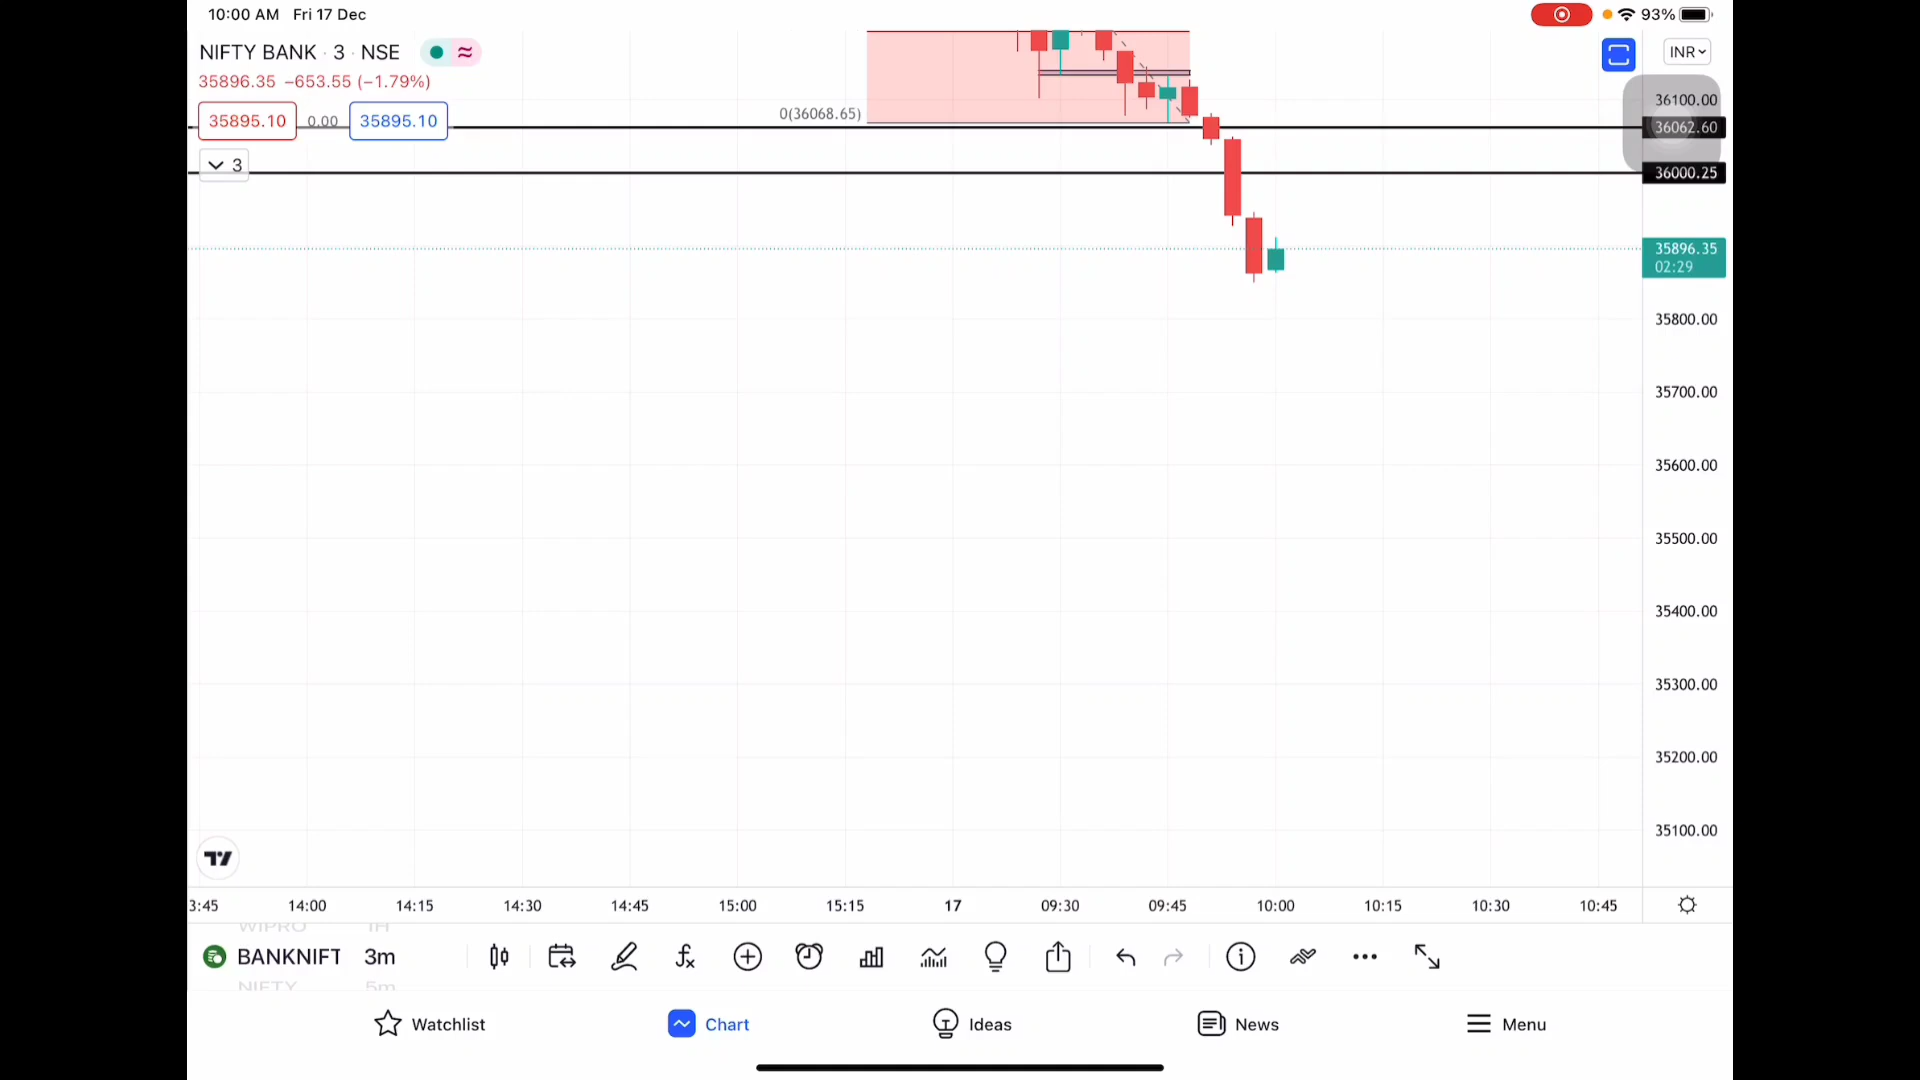 10:00 AM Fri 17 Dec
93%
NIFTY BANK · 3 · NSE
INR
35896.35 −653.55 (−1.79%)
36100.00
0(36068.65)
35895.10 0.00 35895.10
36062.60
3
36000.25
35896.35
02:29
35800.00
35700.00
35600.00
35500.00
35400.00
35300.00
35200.00
35100.00
3:45 14:00 14:15 14:30 14:45 15:00 15:15 17 09:30 09:45 10:00 10:15 10:30 10:45
WIPRO 1H
BANKNIFT 3m
NIFTY 5m
Watchlist Chart Ideas News Menu